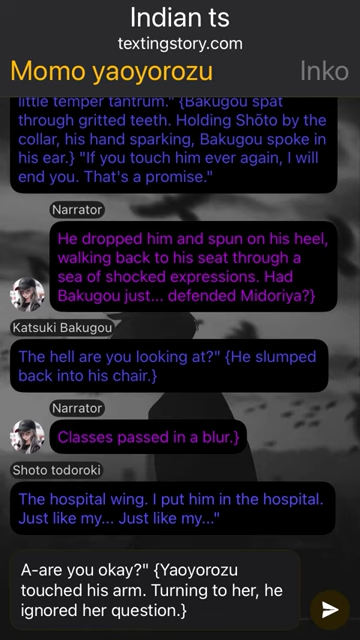 Indian ts
textingstory.com
Momo yaoyorozu
Inko
little temper tantrum." {Bakugou spat
through gritted teeth. Holding Shōto by the
collar, his hand sparking, Bakugou spoke in
his ear.} "If you touch him ever again, I will
end you. That's a promise."
Narrator
He dropped him and spun on his heel,
walking back to his seat through a
sea of shocked expressions. Had
Bakugou just... defended Midoriya?}
Katsuki Bakugou
The hell are you looking at?" {He slumped
back into his chair.}
Narrator
Classes passed in a blur.}
Shoto todoroki
The hospital wing. I put him in the hospital.
Just like my... Just like my..."
A-are you okay?" {Yaoyorozu
touched his arm. Turning to her, he
ignored her question.}